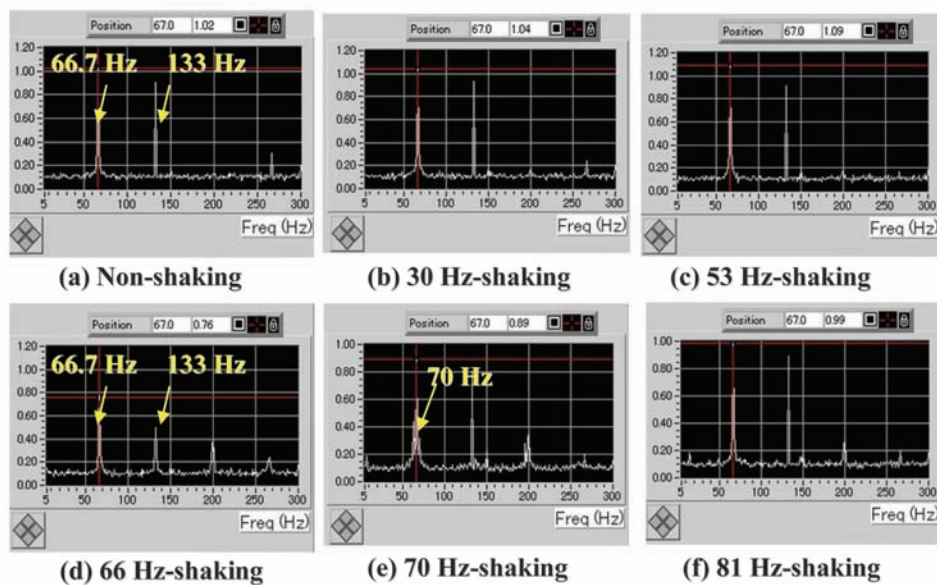 Position 67.0 1.02
1.20
1.00
0.80
0.60
0.40
0.20
0.00
66.7 Hz 133 Hz
5 50 100 150 200 250 300
Freq (Hz)
(a) Non-shaking
Position 67.0 1.04
1.20
1.00
0.80
0.60
0.40
0.20
0.00
5 50 100 150 200 250 300
Freq (Hz)
(b) 30 Hz-shaking
Position 67.0 1.09
1.20
1.00
0.80
0.60
0.40
0.20
0.00
5 50 100 150 200 250 300
Freq (Hz)
(c) 53 Hz-shaking
Position 67.0 0.76
1.20
1.00
0.80
0.60
0.40
0.20
0.00
66.7 Hz 133 Hz
5 50 100 150 200 250 300
Freq (Hz)
(d) 66 Hz-shaking
Position 67.0 0.89
1.00
0.80
0.60
0.40
0.20
0.00
70 Hz
5 50 100 150 200 250 300
Freq (Hz)
(e) 70 Hz-shaking
Position 67.0 0.99
1.00
0.80
0.60
0.40
0.20
0.00
5 50 100 150 200 250 300
Freq (Hz)
(f) 81 Hz-shaking